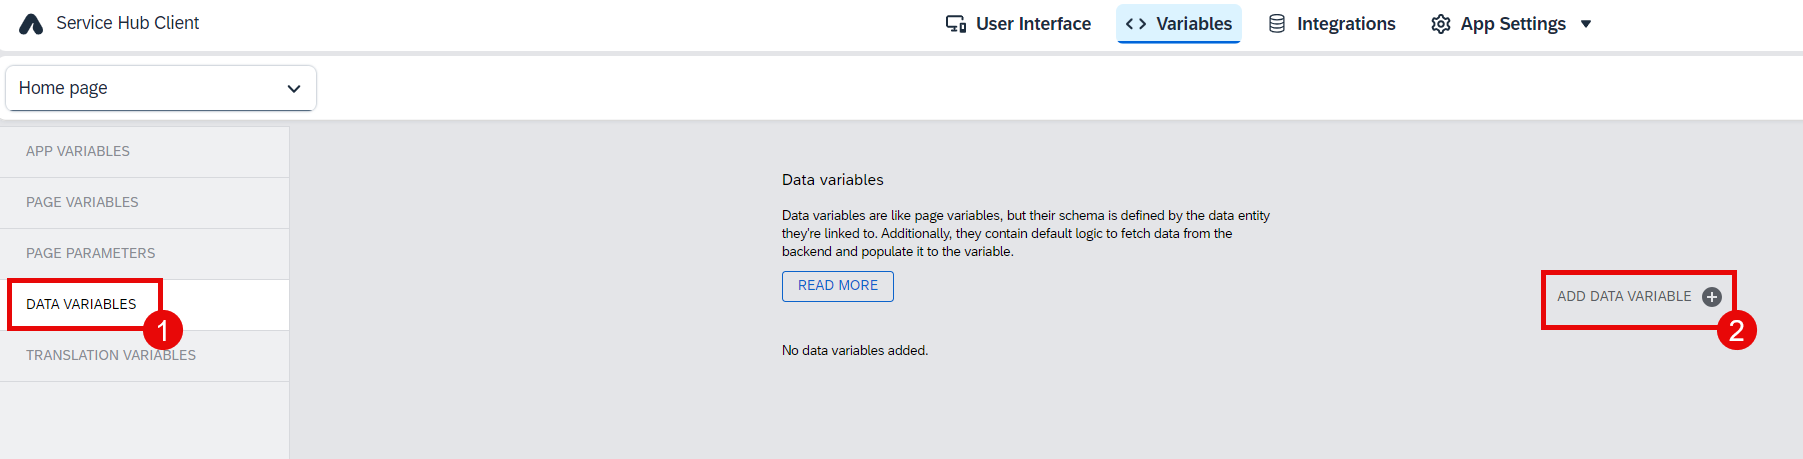 Service Hub Client
User Interface
Variables
Integrations
App Settings
Home page
APP VARIABLES
PAGE VARIABLES
PAGE PARAMETERS
DATA VARIABLES
1
TRANSLATION VARIABLES
Data variables
Data variables are like page variables, but their schema is defined by the data entity
they're linked to. Additionally, they contain default logic to fetch data from the
backend and populate it to the variable.
READ MORE
ADD DATA VARIABLE
2
No data variables added.